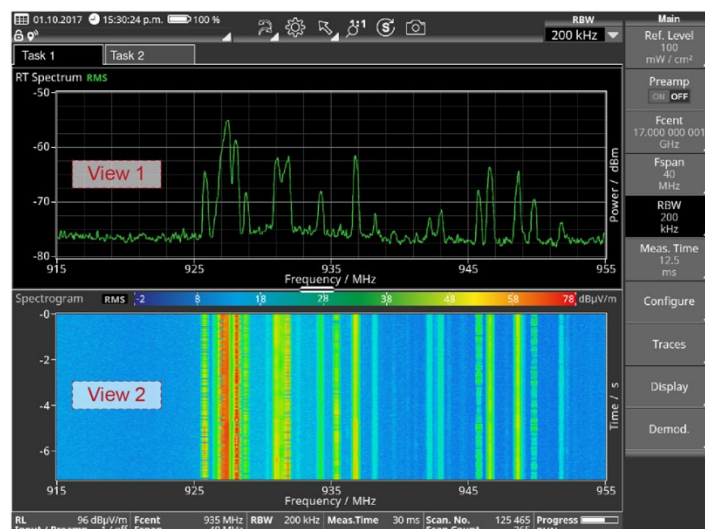 01.10.2017 15:30:24 p.m. 100 %
RBW
200 kHz
Task 1 Task 2
RT Spectrum RMS
-50
-60
-70
-80
View 1
Power / dBm
915 925 935 945 955
Frequency / MHz
Spectrogram RMS -2 8 18 28 38 48 58 78 dBµV/m
-0
-2
-4
-6
View 2
Time / s
915 925 935 945 955
Frequency / MHz
Main
Ref. Level
100
mW / cm²
Preamp
ON OFF
Fcent
17.000 000 001
GHz
Fspan
40
MHz
RBW
200
kHz
Meas. Time
12.5
ms
Configure
Traces
Display
Demod.
RL 96 dBµV/m Fcent 935 MHz RBW 200 kHz Meas.Time 30 ms Scan. No. 125 465 Progress